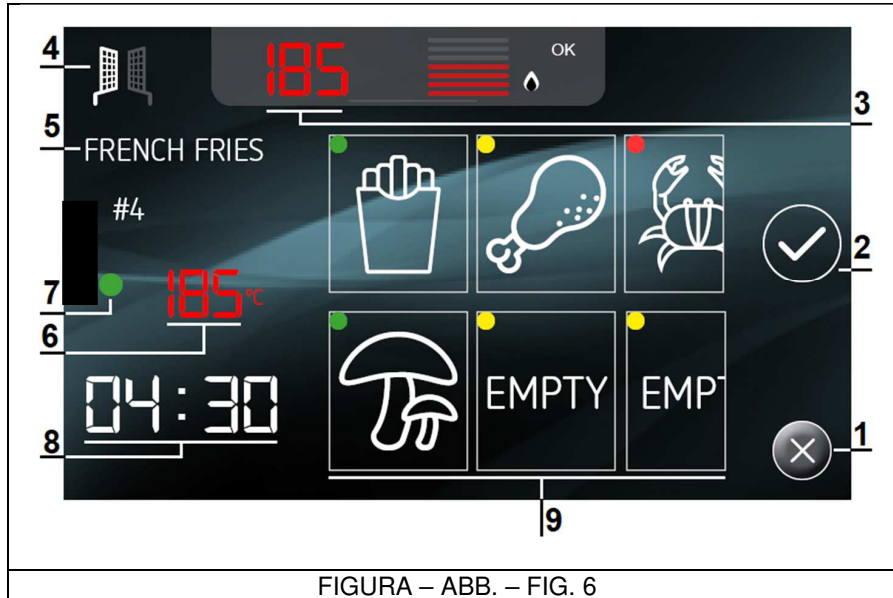 4
185
OK
3
5
FRENCH FRIES
#4
2
7
185°C
6
04:30
EMPTY
EMPT
8
1
9
FIGURA – ABB. – FIG. 6